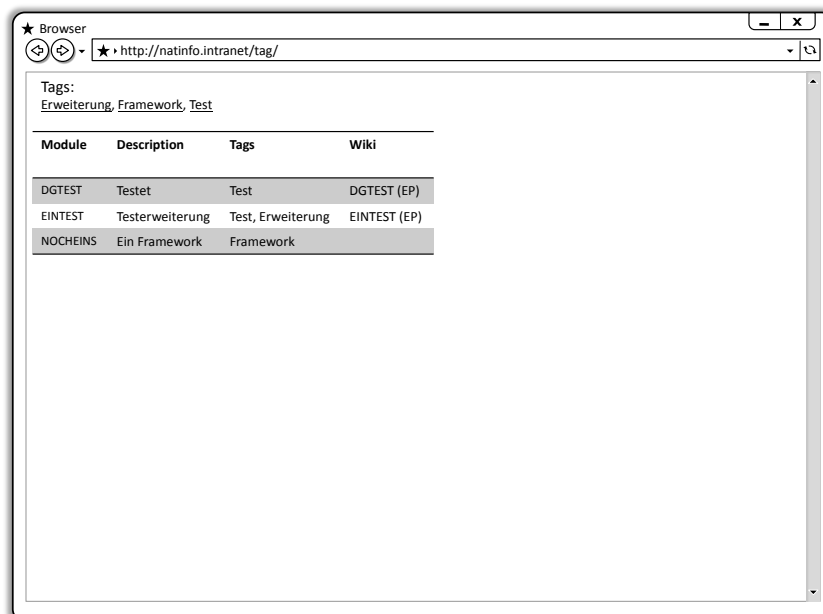 Browser
http://natinfo.intranet/tag/
Tags:
Erweiterung, Framework, Test
Module Description Tags Wiki
DGTEST Testet Test DGTEST (EP)
EINTEST Testerweiterung Test, Erweiterung EINTEST (EP)
NOCHEINS Ein Framework Framework